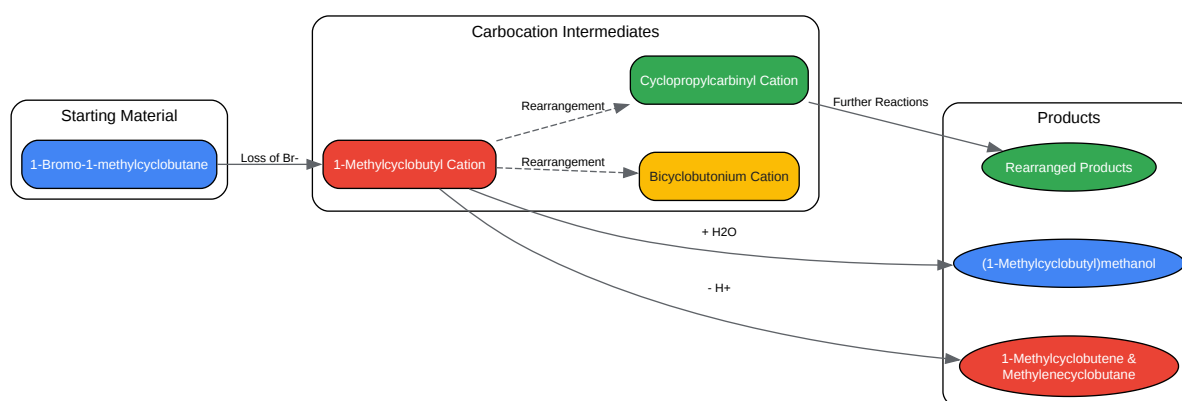 Carbocation Intermediates
Cyclopropylcarbinyl Cation
Further Reactions
Rearrangement
Starting Material
Products
1-Bromo-1-methylcyclobutane
Loss of Br-
1-Methylcyclobutyl Cation
Rearrangement
Bicyclobutonium Cation
Rearranged Products
+ H2O
(1-Methylcyclobutyl)methanol
- H+
1-Methylcyclobutene &
Methylenecyclobutane